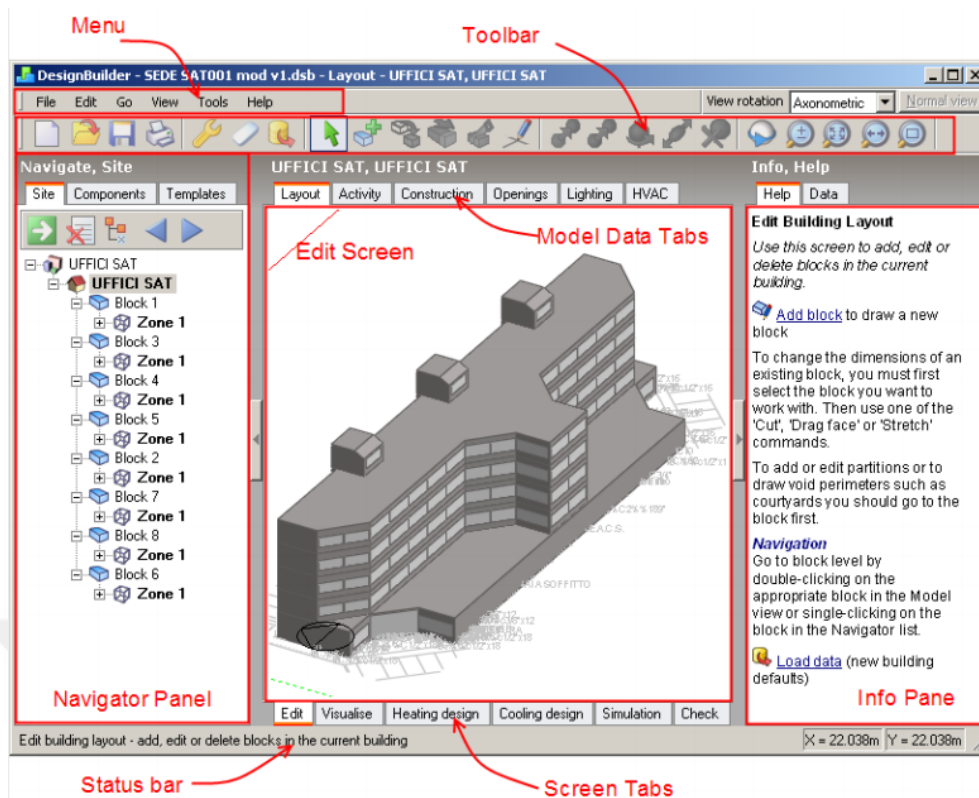 Menu
Toolbar
DesignBuilder - SEDE SAT001 mod v1.dsb - Layout - UFFICI SAT, UFFICI SAT
File Edit Go View Tools Help
View rotation Axonometric Normal view
Navigate, Site
Site Components Templates
UFFICI SAT
UFFICI SAT
Block 1
Zone 1
Block 3
Zone 1
Block 4
Zone 1
Block 5
Zone 1
Block 2
Zone 1
Block 7
Zone 1
Block 8
Zone 1
Block 6
Zone 1
Navigator Panel
UFFICI SAT, UFFICI SAT
Layout Activity Construction Openings Lighting HVAC
Edit Screen
Model Data Tabs
E.A.C.S.
Edit Visualise Heating design Cooling design Simulation Check
Info, Help
Help Data
Edit Building Layout
Use this screen to add, edit or
delete blocks in the current
building.
Add block to draw a new
block
To change the dimensions of an
existing block, you must first
select the block you want to
work with. Then use one of the
'Cut', 'Drag face' or 'Stretch'
commands.
To add or edit partitions or to
draw void perimeters such as
courtyards you should go to the
block first.
Navigation
Go to block level by
double-clicking on the
appropriate block in the Model
view or single-clicking on the
block in the Navigator list.
Load data (new building
defaults)
Info Pane
Edit building layout - add, edit or delete blocks in the current building
X = 22.038m Y = 22.038m
Status bar
Screen Tabs